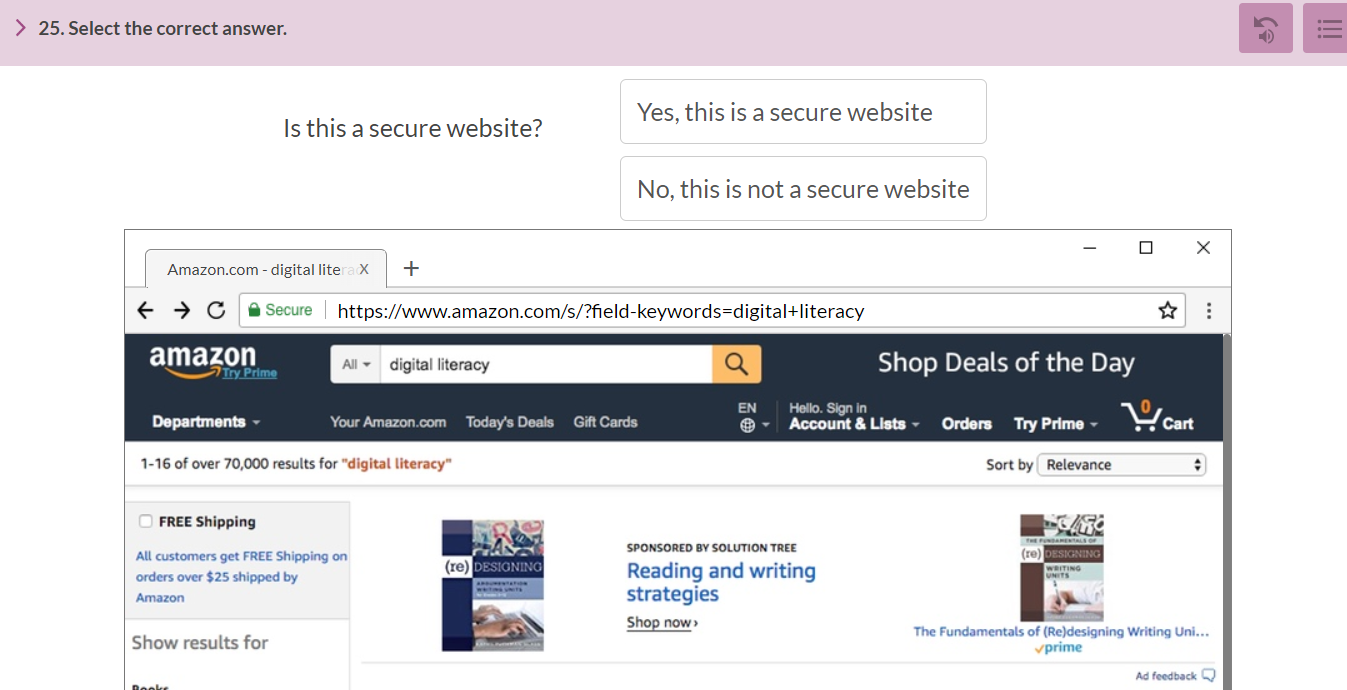 25. Select the correct answer.
Is this a secure website?
Yes, this is a secure website
No, this is not a secure website
Amazon.com - digital litera X
Secure https://www.amazon.com/s/?field-keywords=digital+literacy
amazon
Try Prime
All digital literacy
Shop Deals of the Day
Departments Your Amazon.com Today's Deals Gift Cards
EN
Hello. Sign in
Account & Lists Orders Try Prime 0 Cart
1-16 of over 70,000 results for "digital literacy"
Sort by Relevance
FREE Shipping
All customers get FREE Shipping on
orders over $25 shipped by
Amazon
Show results for
Books
(re) DESIGNING
ARGUMENTATION
WRITING UNITS
SPONSORED BY SOLUTION TREE
Reading and writing
strategies
Shop now ›
THE FUNDAMENTALS OF
(re) DESIGNING
WRITING
UNITS
The Fundamentals of (Re)designing Writing Uni...
prime
Ad feedback